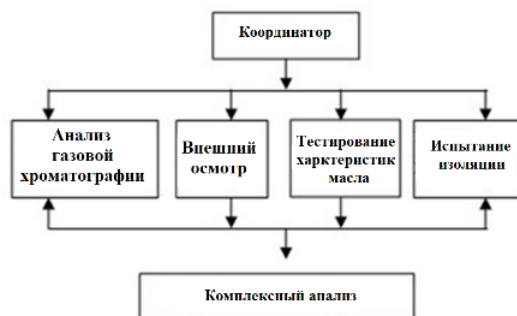 Координатор
Анализ
газовой
хроматографии
Внешний
осмотр
Тестирование
харктеристик
масла
Испытание
изоляции
Комплексный анализ